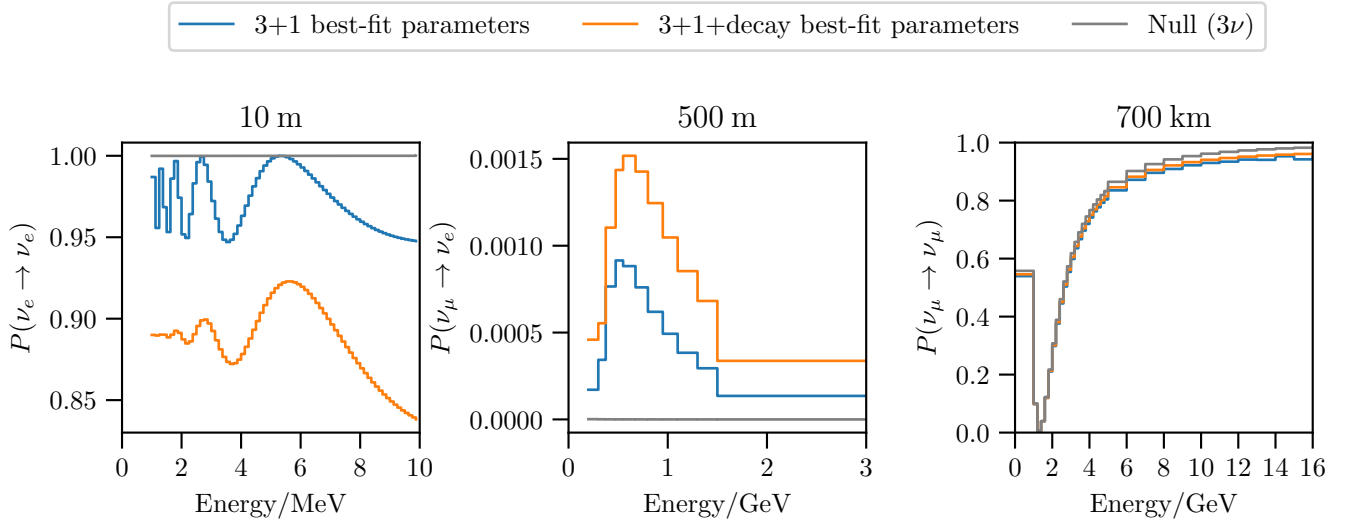 3+1 best-fit parameters
3+1+decay best-fit parameters
Null (3ν)
10 m
1.00
0.95
0.90
0.85
P(νₑ → νₑ)
0 2 4 6 8 10
Energy/MeV
500 m
0.0015
0.0010
0.0005
0.0000
P(ν_μ → νₑ)
0 1 2 3
Energy/GeV
700 km
1.0
0.8
0.6
0.4
0.2
0.0
P(ν_μ → ν_μ)
0 2 4 6 8 10 12 14 16
Energy/GeV